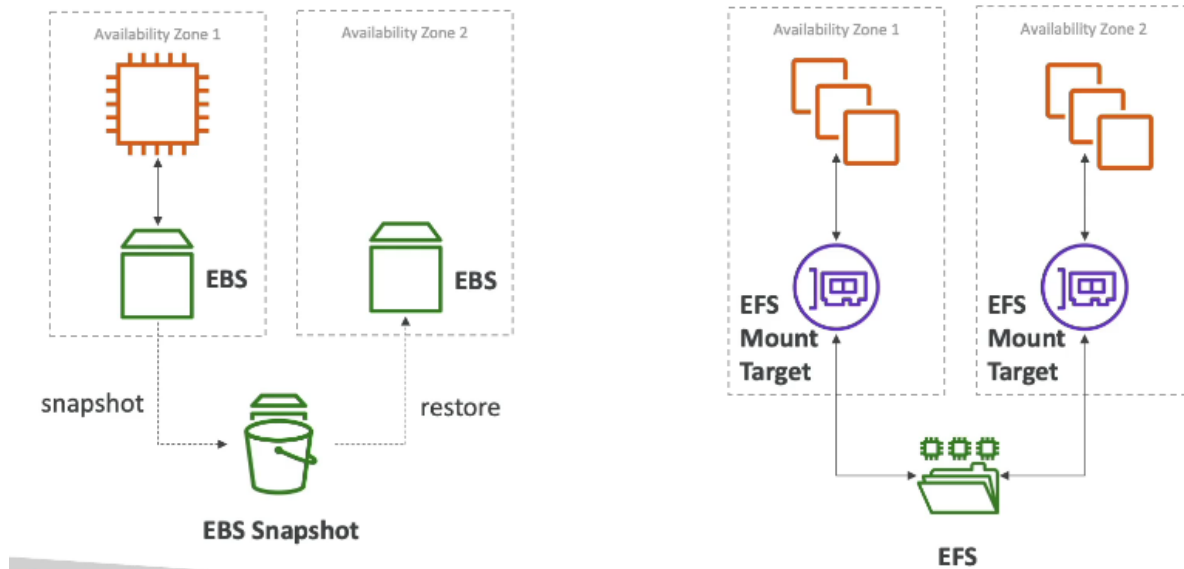 Availability Zone 1
Availability Zone 2
EBS
EBS
snapshot
restore
EBS Snapshot
Availability Zone 1
Availability Zone 2
EFS
Mount
Target
EFS
Mount
Target
EFS